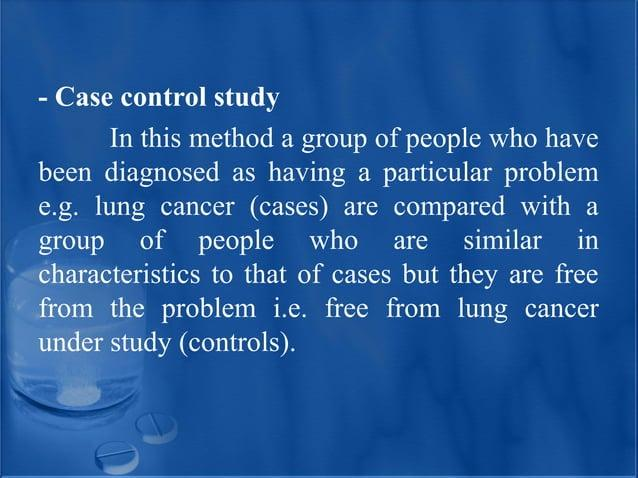 - Case control study
In this method a group of people who have
been diagnosed as having a particular problem
e.g. lung cancer (cases) are compared with a
group of people who are similar in
characteristics to that of cases but they are free
from the problem i.e. free from lung cancer
under study (controls).